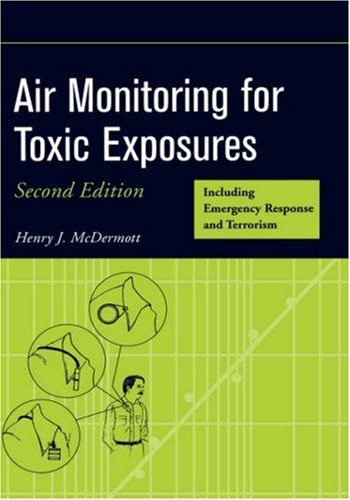 Air Monitoring for
Toxic Exposures
Second Edition
Henry J. McDermott
Including
Emergency Response
and Terrorism